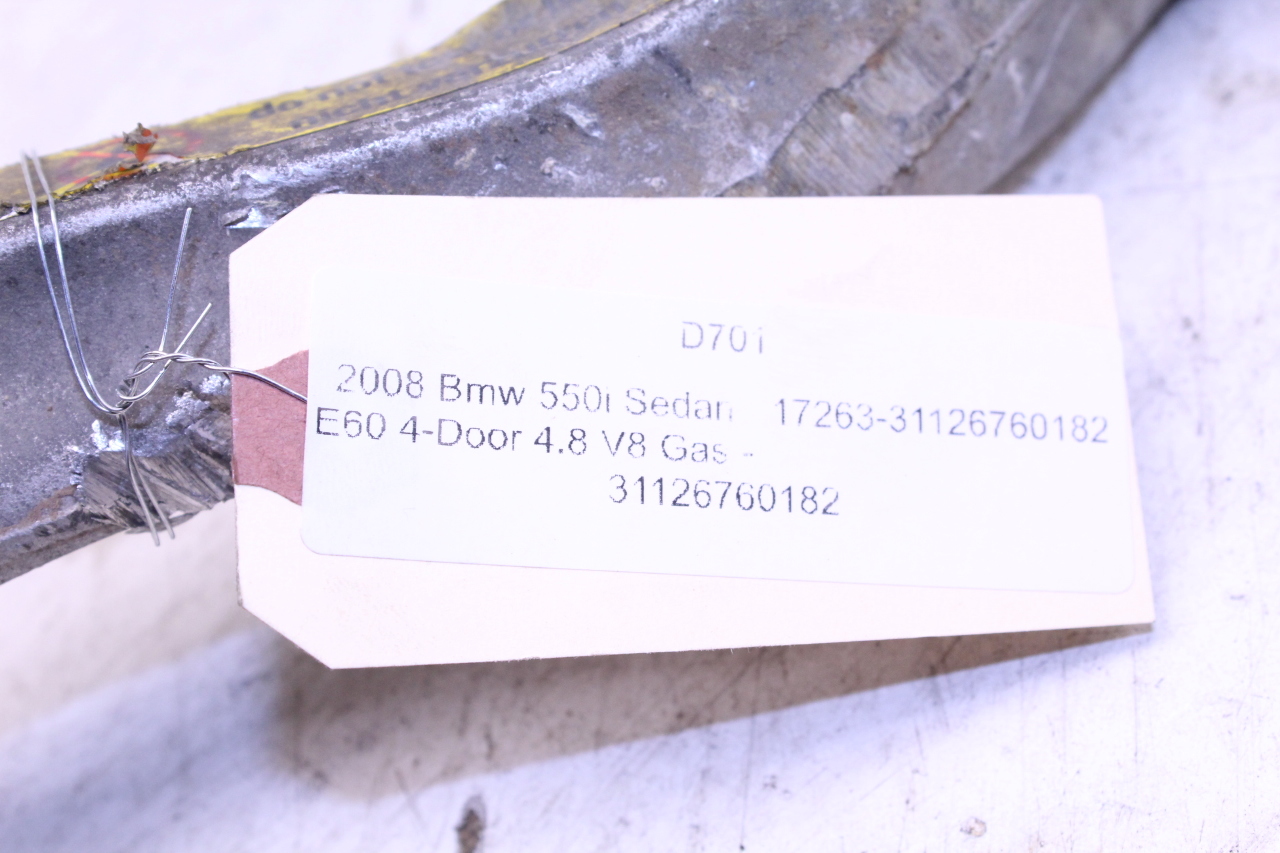 D701
2008 Bmw 550i Sedan 17263-31126760182
E60 4-Door 4.8 V8 Gas -
31126760182